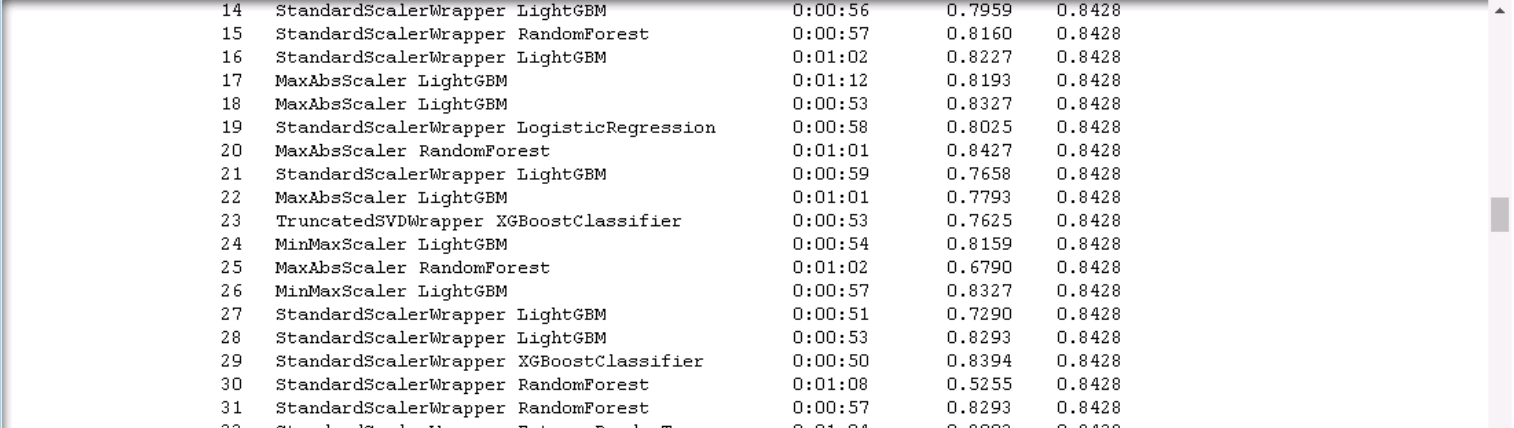 14 StandardScalerWrapper LightGBM 0:00:56 0.7959 0.8428
15 StandardScalerWrapper RandomForest 0:00:57 0.8160 0.8428
16 StandardScalerWrapper LightGBM 0:01:02 0.8227 0.8428
17 MaxAbsScaler LightGBM 0:01:12 0.8193 0.8428
18 MaxAbsScaler LightGBM 0:00:53 0.8327 0.8428
19 StandardScalerWrapper LogisticRegression 0:00:58 0.8025 0.8428
20 MaxAbsScaler RandomForest 0:01:01 0.8427 0.8428
21 StandardScalerWrapper LightGBM 0:00:59 0.7658 0.8428
22 MaxAbsScaler LightGBM 0:01:01 0.7793 0.8428
23 TruncatedSVDWrapper XGBoostClassifier 0:00:53 0.7625 0.8428
24 MinMaxScaler LightGBM 0:00:54 0.8159 0.8428
25 MaxAbsScaler RandomForest 0:01:02 0.6790 0.8428
26 MinMaxScaler LightGBM 0:00:57 0.8327 0.8428
27 StandardScalerWrapper LightGBM 0:00:51 0.7290 0.8428
28 StandardScalerWrapper LightGBM 0:00:53 0.8293 0.8428
29 StandardScalerWrapper XGBoostClassifier 0:00:50 0.8394 0.8428
30 StandardScalerWrapper RandomForest 0:01:08 0.5255 0.8428
31 StandardScalerWrapper RandomForest 0:00:57 0.8293 0.8428